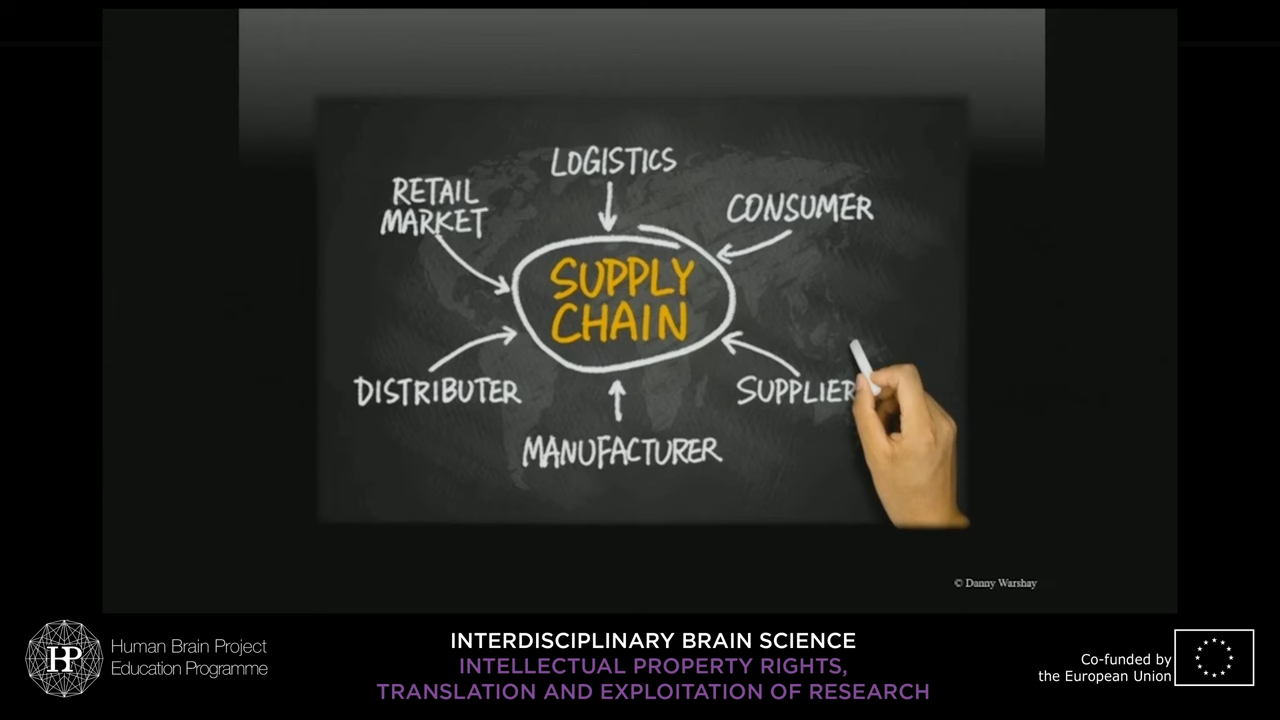 LOGISTICS
RETAIL
MARKET
CONSUMER
SUPPLY
CHAIN
DISTRIBUTER
SUPPLIER
MANUFACTURER
© Danny Warshay
HP
Human Brain Project
Education Programme
INTERDISCIPLINARY BRAIN SCIENCE
INTELLECTUAL PROPERTY RIGHTS,
TRANSLATION AND EXPLOITATION OF RESEARCH
Co-funded by
the European Union